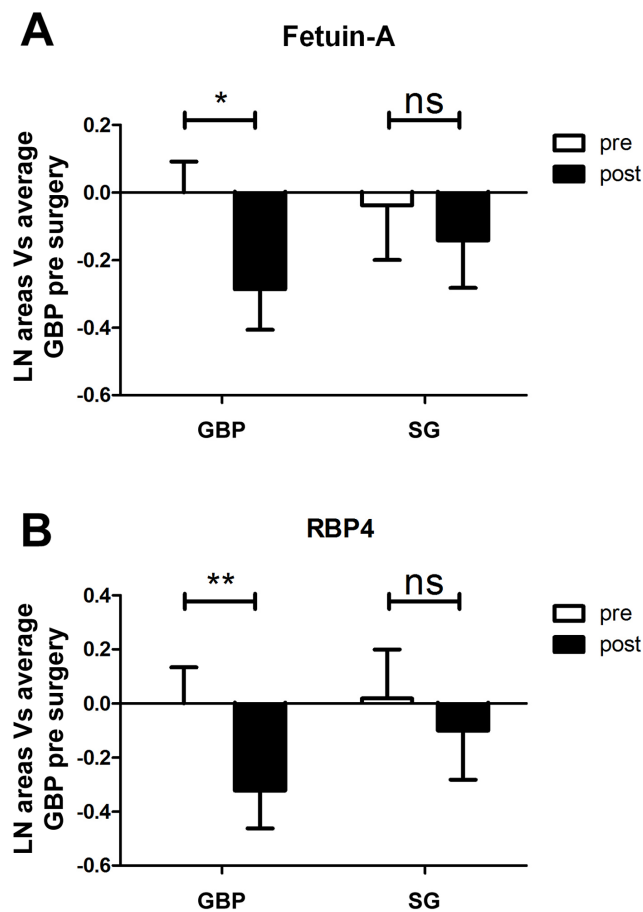 A
Fetuin-A
* ns
0.2
0.0
-0.2
-0.4
-0.6
LN areas Vs average
GBP pre surgery
pre
post
GBP SG
B
RBP4
** ns
0.4
0.2
0.0
-0.2
-0.4
-0.6
LN areas Vs average
GBP pre surgery
pre
post
GBP SG